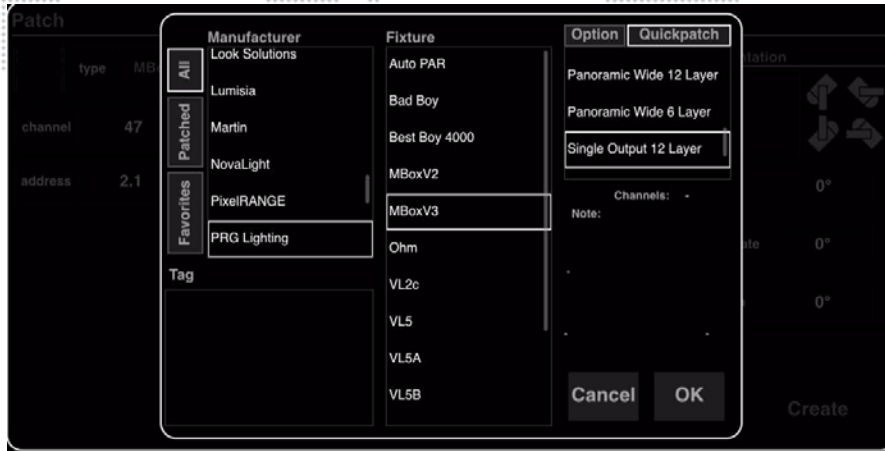 Patch
type MB
channel 47
address 2.1
ntation
0°
ate 0°
0°
Create
All
Patched
Favorites
Manufacturer
Look Solutions
Lumisia
Martin
NovaLight
PixelRANGE
PRG Lighting
Tag
Fixture
Auto PAR
Bad Boy
Best Boy 4000
MBoxV2
MBoxV3
Ohm
VL2c
VL5
VL5A
VL5B
Option Quickpatch
Panoramic Wide 12 Layer
Panoramic Wide 6 Layer
Single Output 12 Layer
Channels: -
Note:
-
- -
Cancel OK